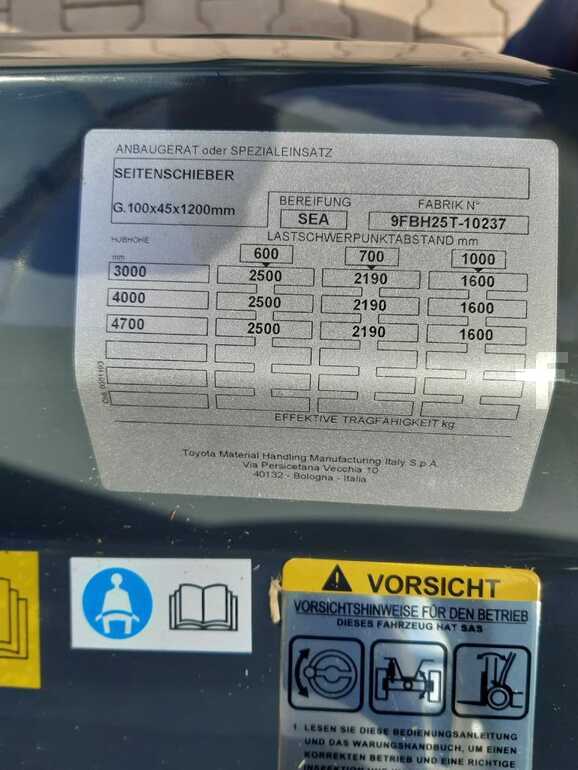 ANBAUGERÄT oder SPEZIALEINSATZ
SEITENSCHIEBER
G.100x45x1200mm
BEREIFUNG
SEA
FABRIK N°
9FBH25T-10237
HUBHÖHE
mm
LASTSCHWERPUNKTABSTAND mm
600 700 1000
3000 2500 2190 1600
4000 2500 2190 1600
4700 2500 2190 1600
EFFEKTIVE TRAGFÄHIGKEIT kg
Toyota Material Handling Manufacturing Italy S.p.A.
Via Persicetana Vecchia 10
40132 - Bologna - Italia
VORSICHT
VORSICHTSHINWEISE FÜR DEN BETRIEB
DIESES FAHRZEUG HAT SAS
1. LESEN SIE DIESE BEDIENUNGSANLEITUNG
UND DAS WARUNGSHANDBUCH, UM EINEN
KORREKTEN BETRIEB UND EINE RICHTIGE